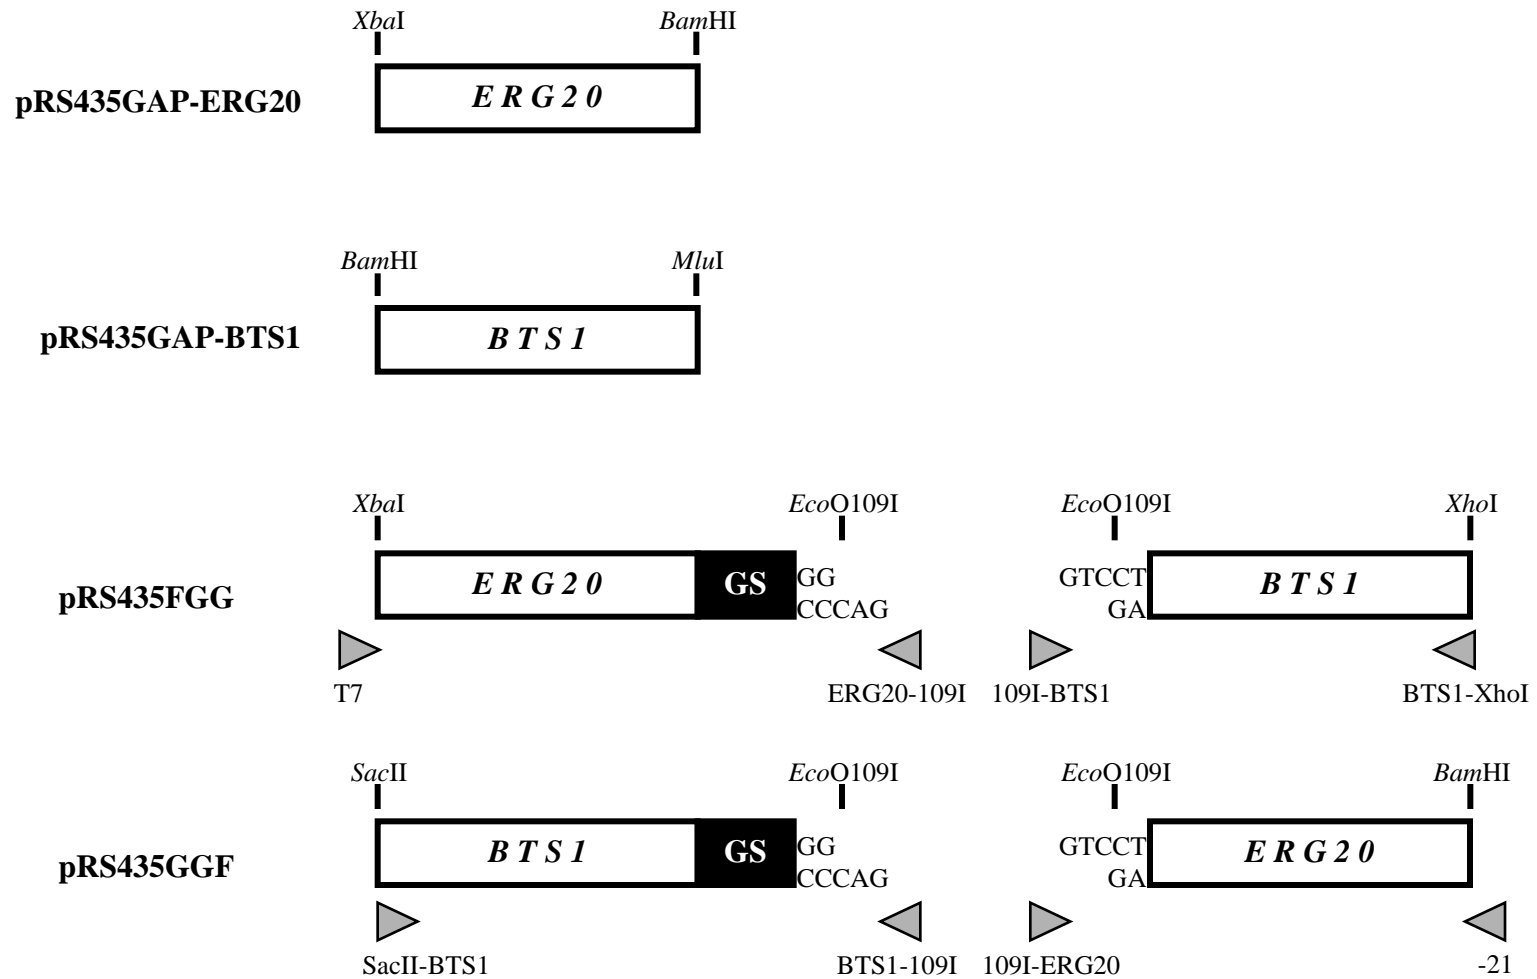 XbaI BamHI
pRS435GAP-ERG20 ERG20
BamHI MluI
pRS435GAP-BTS1 BTS1
XbaI EcoO109I EcoO109I XhoI
pRS435FGG ERG20 GS GG GTCCT BTS1
CCCAG GA
T7 ERG20-109I 109I-BTS1 BTS1-XhoI
SacII EcoO109I EcoO109I BamHI
pRS435GGF BTS1 GS GG GTCCT ERG20
CCCAG GA
SacII-BTS1 BTS1-109I 109I-ERG20 -21